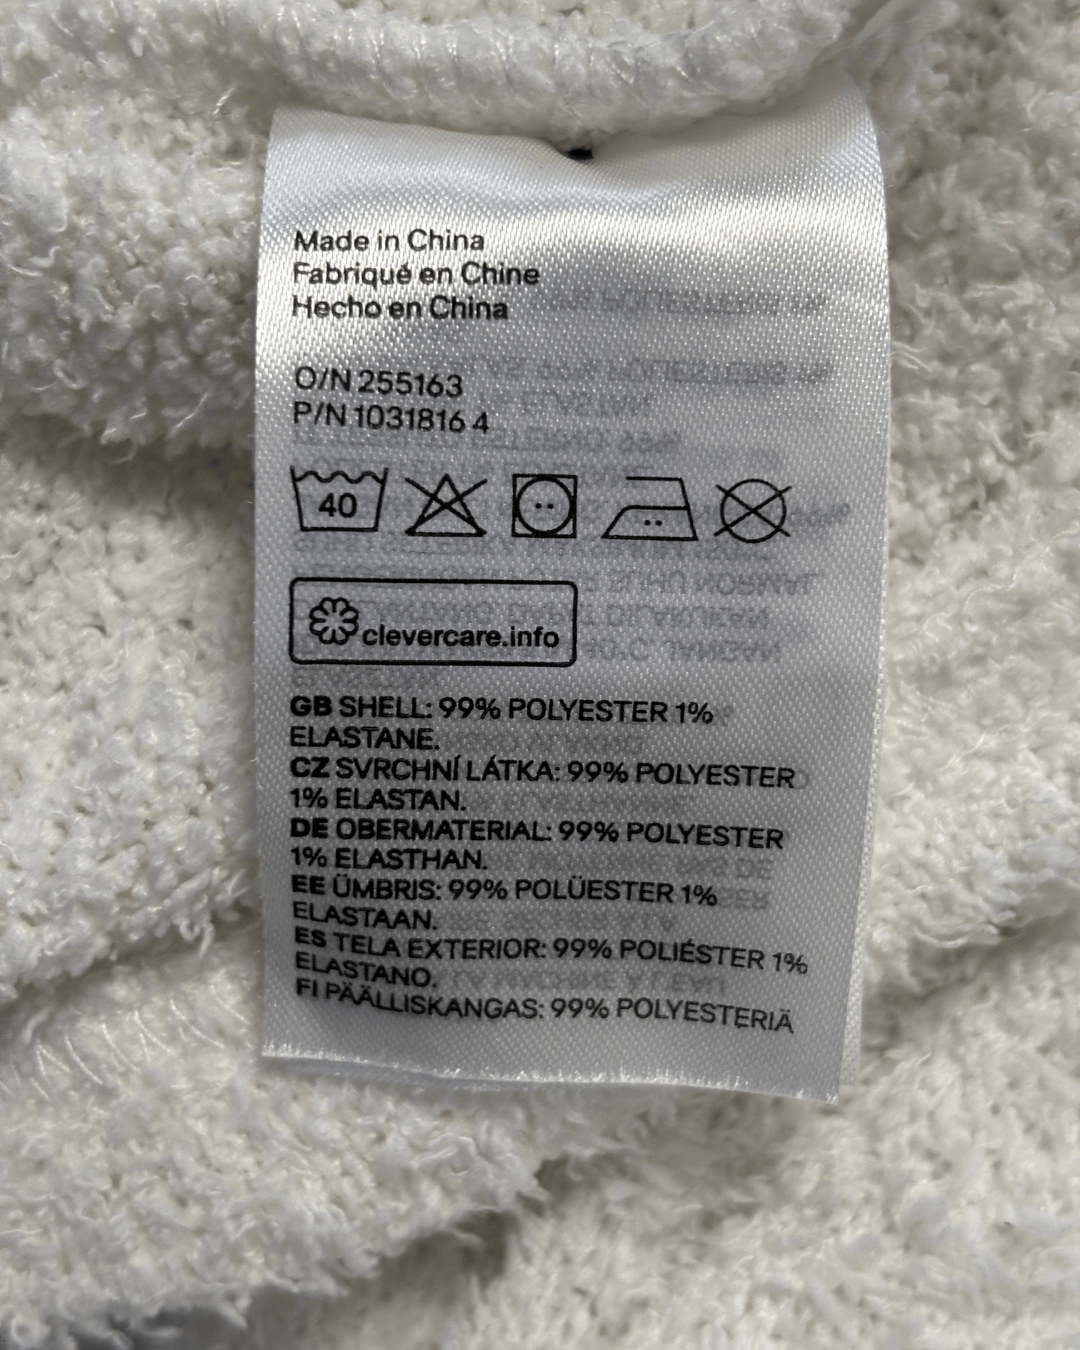 Made in China
Fabriqué en Chine
Hecho en China
O/N 255163
P/N 1031816 4
40
clevercare.info
GB SHELL: 99% POLYESTER 1%
ELASTANE.
CZ SVRCHNÍ LÁTKA: 99% POLYESTER
1% ELASTAN.
DE OBERMATERIAL: 99% POLYESTER
1% ELASTHAN.
EE ÜMBRIS: 99% POLÜESTER 1%
ELASTAAN.
ES TELA EXTERIOR: 99% POLIÉSTER 1%
ELASTANO.
FI PÄÄLLISKANGAS: 99% POLYESTERIÄ